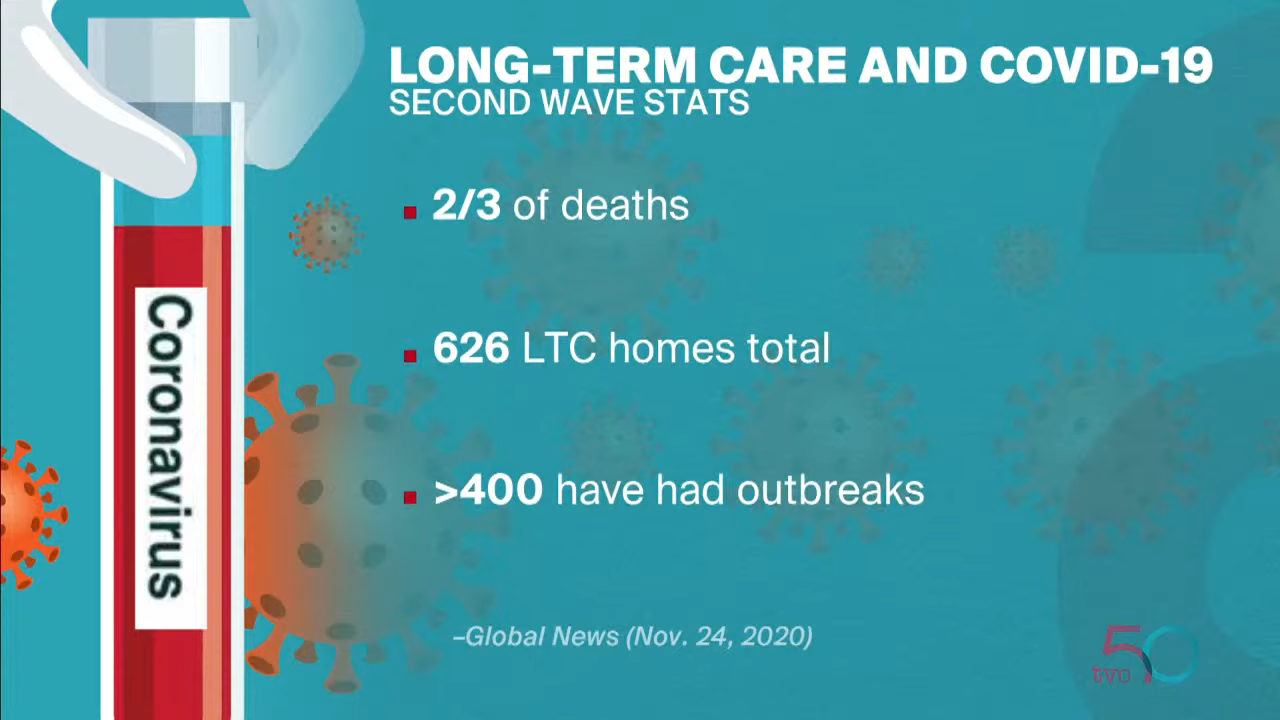 LONG-TERM CARE AND COVID-19
SECOND WAVE STATS
2/3 of deaths
626 LTC homes total
>400 have had outbreaks
–Global News (Nov. 24, 2020)
Coronavirus
tvo 50